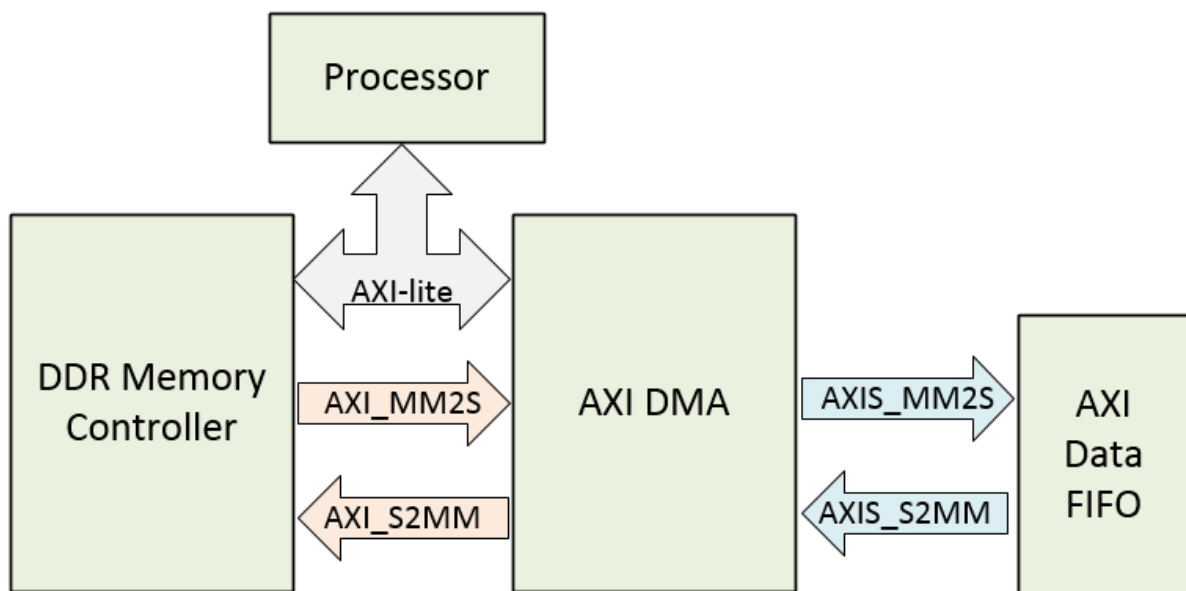 Processor
AXI-lite
DDR Memory
Controller
AXI_MM2S
AXI_S2MM
AXI DMA
AXIS_MM2S
AXIS_S2MM
AXI
Data
FIFO